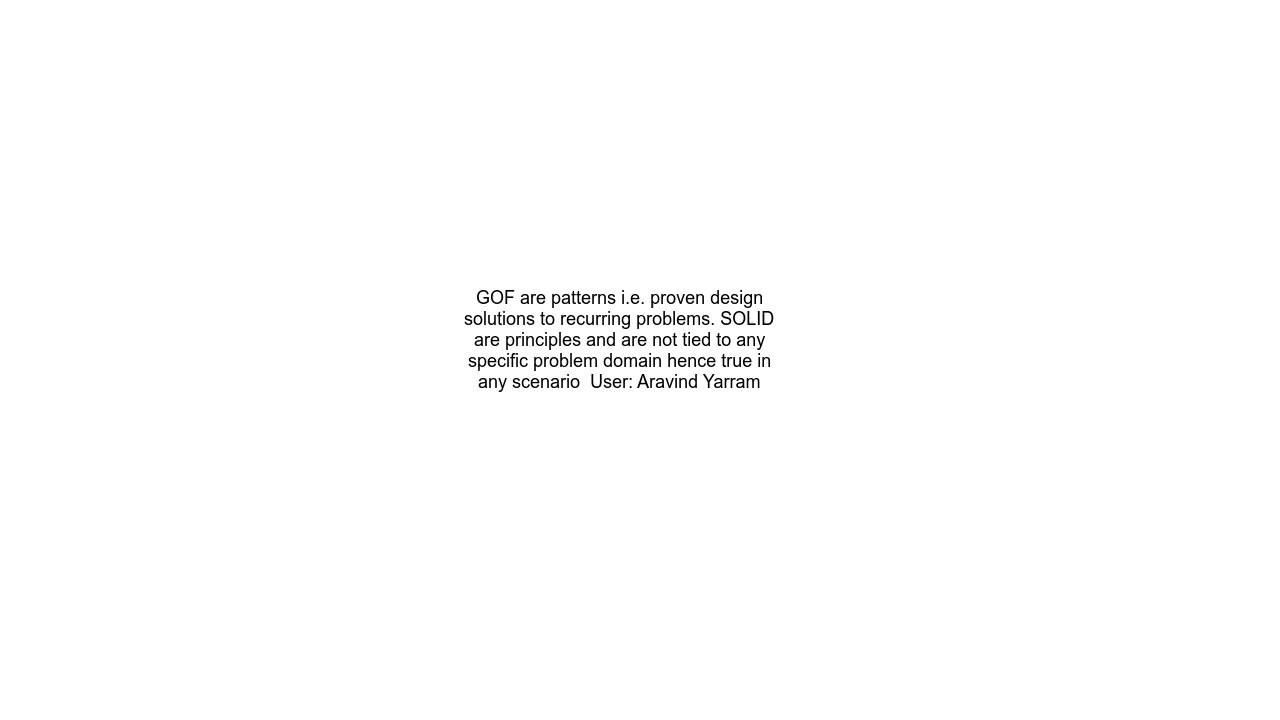 GOF are patterns i.e. proven design
solutions to recurring problems. SOLID
are principles and are not tied to any
specific problem domain hence true in
any scenario  User: Aravind Yarram